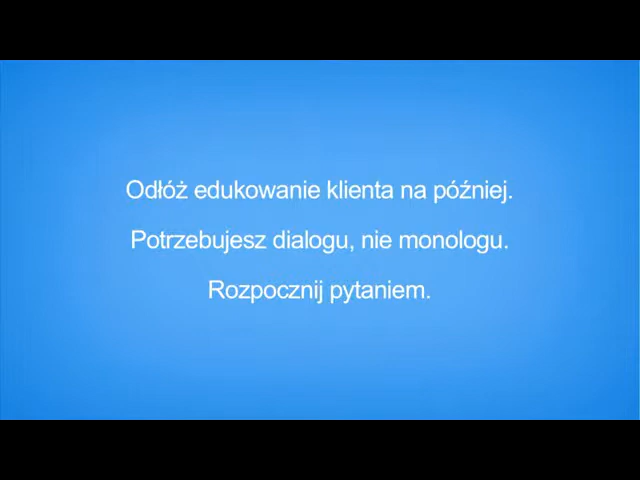 Odłóż edukowanie klienta na później.
Potrzebujesz dialogu, nie monologu.
Rozpocznij pytaniem.